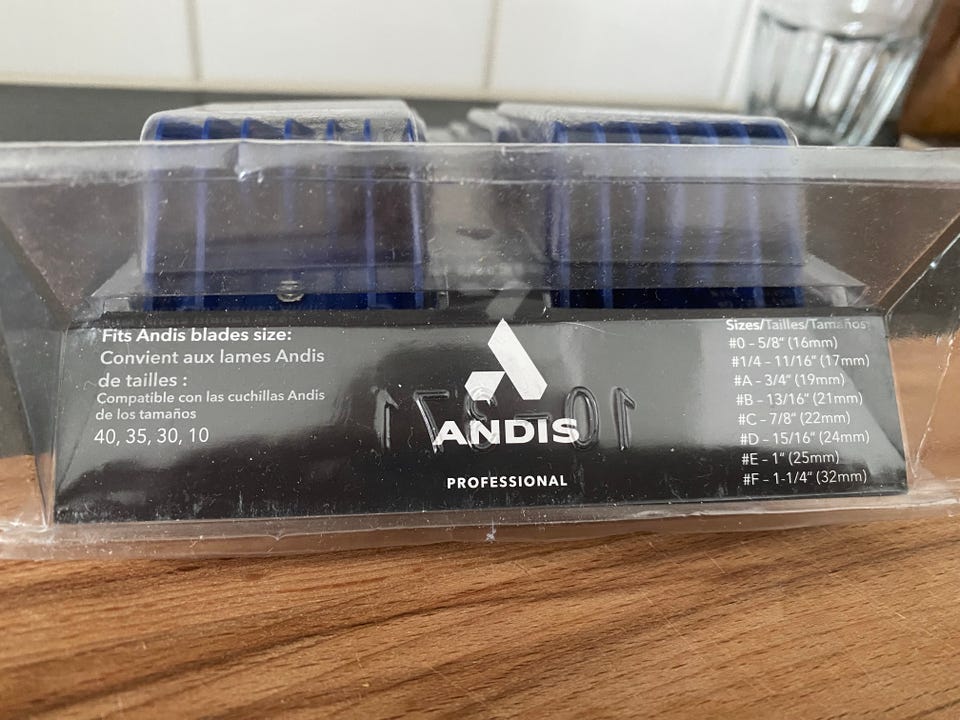 Fits Andis blades size:
Convient aux lames Andis
de tailles :
Compatible con las cuchillas Andis
de los tamaños
40, 35, 30, 10
ANDIS
PROFESSIONAL
Sizes/Tailles/Tamaños
#0 - 5/8" (16mm)
#1/4 - 11/16" (17mm)
#A - 3/4" (19mm)
#B - 13/16" (21mm)
#C - 7/8" (22mm)
#D - 15/16" (24mm)
#E - 1" (25mm)
#F - 1-1/4" (32mm)